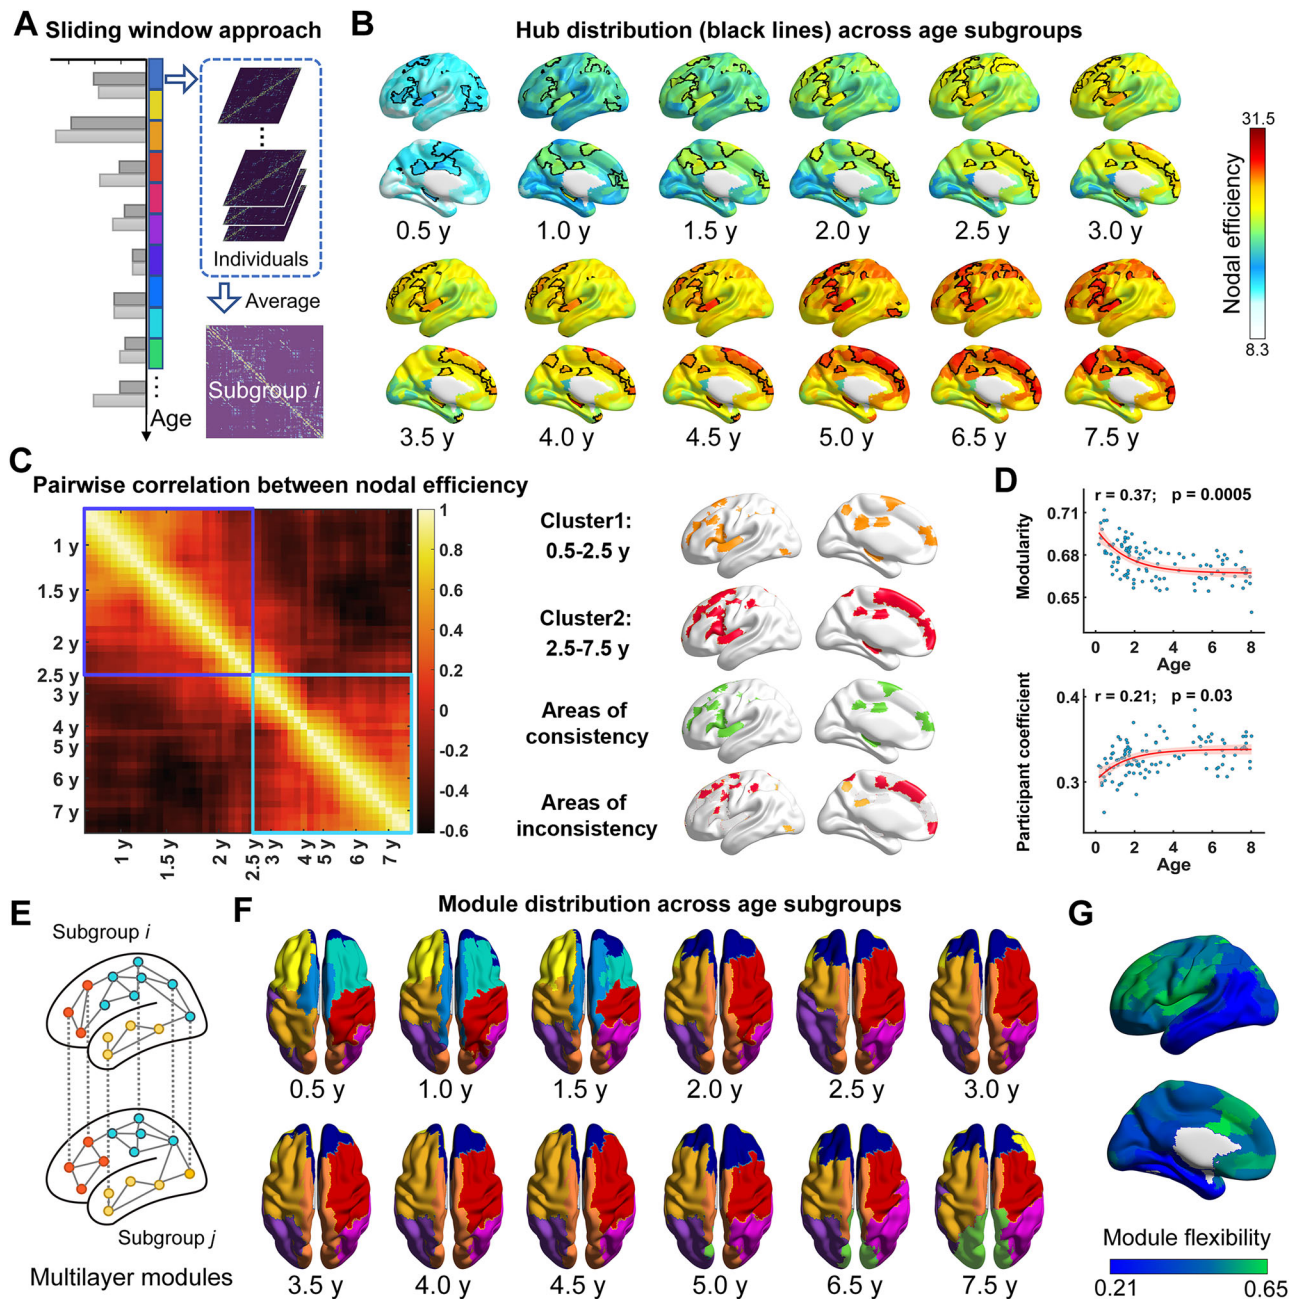 A
Sliding window approach
Individuals
Average
Subgroup i
Age
B
Hub distribution (black lines) across age subgroups
0.5 y 1.0 y 1.5 y 2.0 y 2.5 y 3.0 y
3.5 y 4.0 y 4.5 y 5.0 y 6.5 y 7.5 y
31.5
Nodal efficiency
8.3
C
Pairwise correlation between nodal efficiency
1 y
1.5 y
2 y
2.5 y
3 y
4 y
5 y
6 y
7 y
1 y 1.5 y 2 y 2.5 y 3 y 4 y 5 y 6 y 7 y
1
0.8
0.6
0.4
0.2
0
-0.2
-0.4
-0.6
Cluster1:
0.5-2.5 y
Cluster2:
2.5-7.5 y
Areas of
consistency
Areas of
inconsistency
D
r = 0.37; p = 0.0005
Modularity
0.71
0.68
0.65
0 2 4 6 8
Age
r = 0.21; p = 0.03
Participant coefficient
0.4
0.3
0 2 4 6 8
Age
E
Subgroup i
Subgroup j
Multilayer modules
F
Module distribution across age subgroups
0.5 y 1.0 y 1.5 y 2.0 y 2.5 y 3.0 y
3.5 y 4.0 y 4.5 y 5.0 y 6.5 y 7.5 y
G
Module flexibility
0.21 0.65